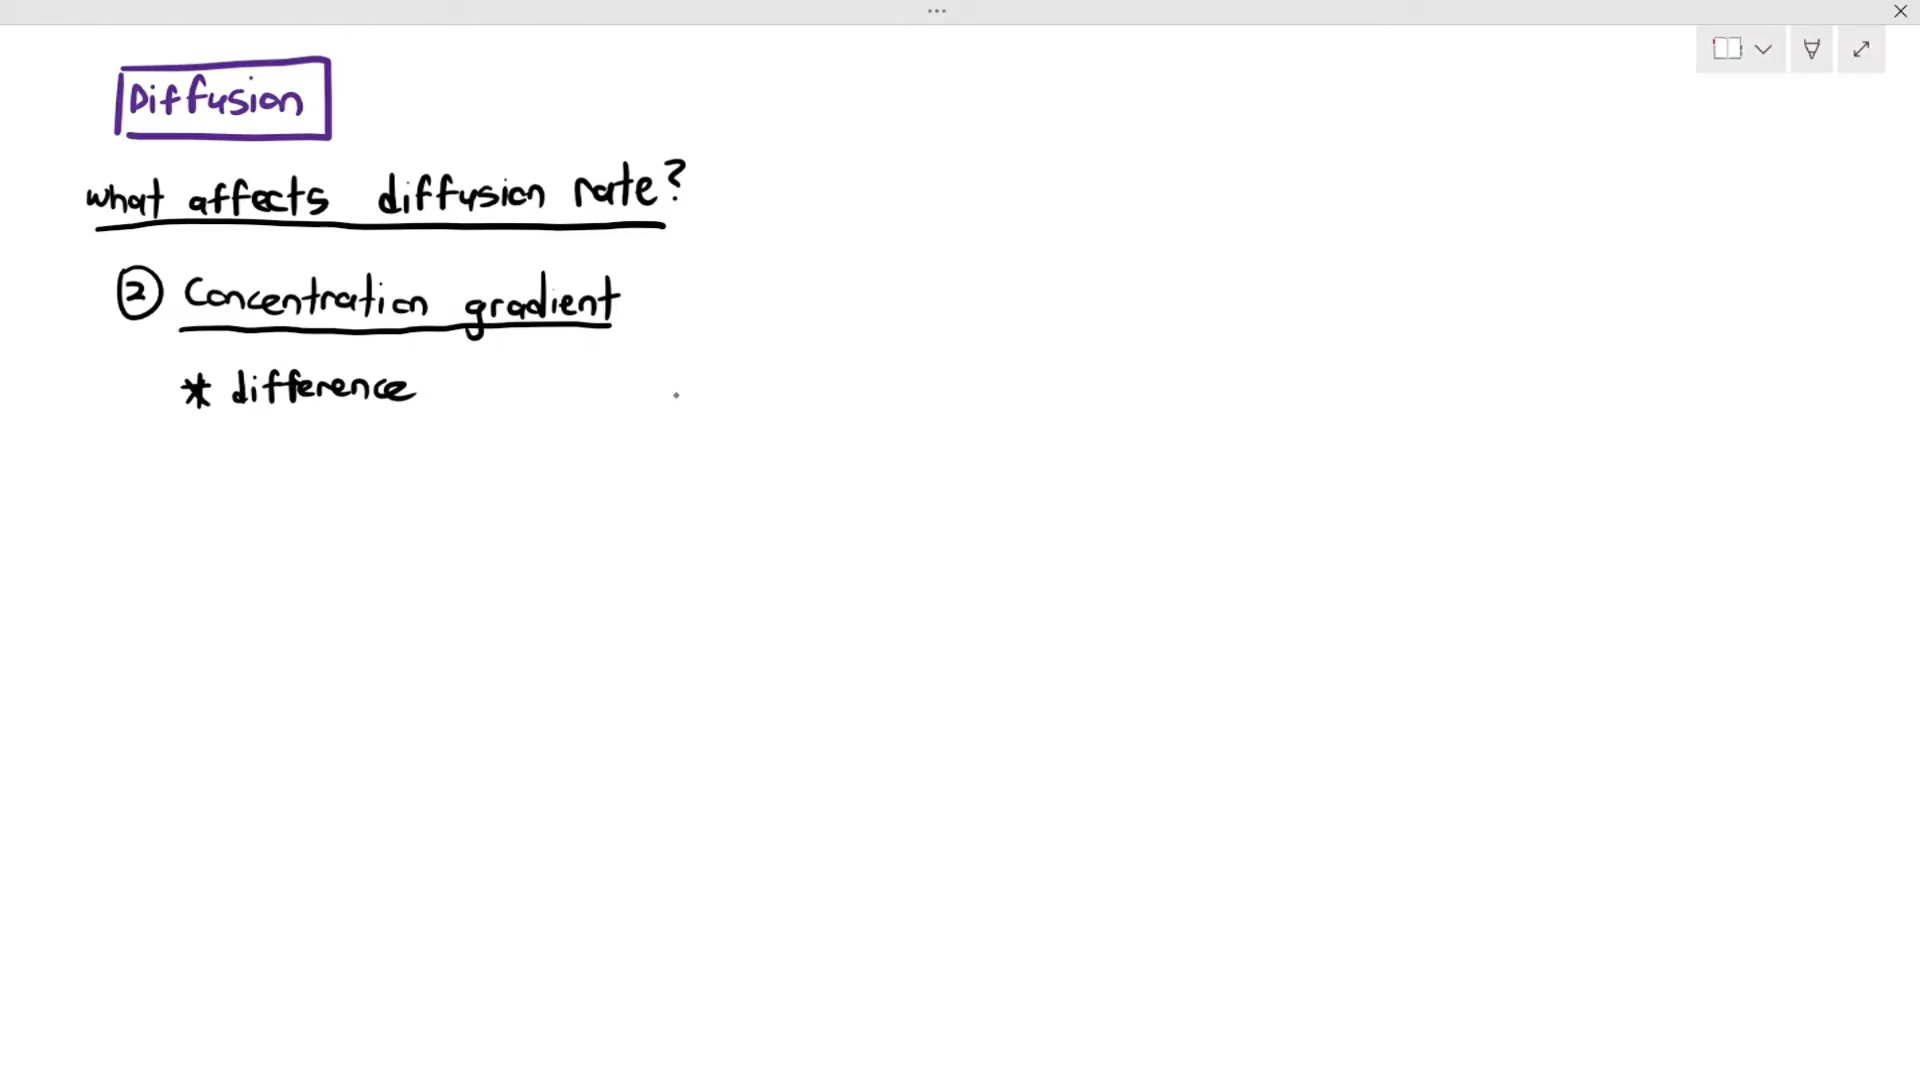 Diffusion
what affects diffusion rate?
② Concentration gradient
* difference